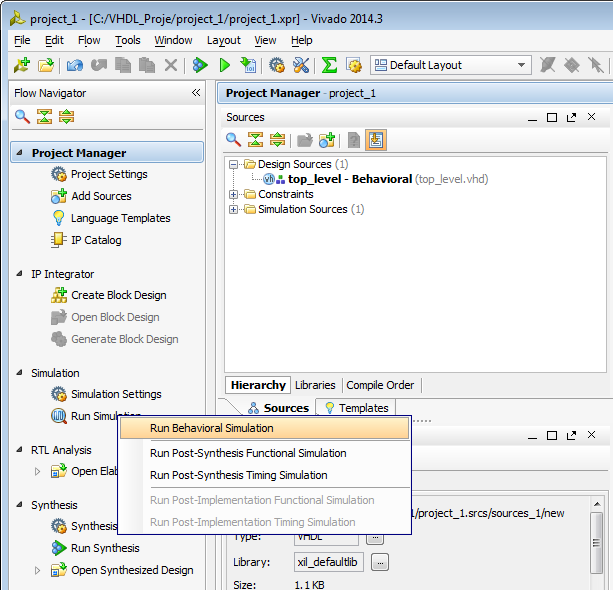 project_1 - [C:/VHDL_Proje/project_1/project_1.xpr] - Vivado 2014.3
File Edit Flow Tools Window Layout View Help
Default Layout
Flow Navigator
Project Manager - project_1
Sources
Project Manager
Project Settings
Add Sources
Language Templates
IP Catalog
Design Sources (1)
top_level - Behavioral (top_level.vhd)
Constraints
Simulation Sources (1)
IP Integrator
Create Block Design
Open Block Design
Generate Block Design
Simulation
Simulation Settings
Run Simulation
Hierarchy Libraries Compile Order
Sources Templates
Run Behavioral Simulation
Run Post-Synthesis Functional Simulation
Run Post-Synthesis Timing Simulation
Run Post-Implementation Functional Simulation
Run Post-Implementation Timing Simulation
RTL Analysis
Open Elab
Synthesis
Synthesis
Run Synthesis
Open Synthesized Design
1/project_1.srcs/sources_1/new
Type: VHDL
Library: xil_defaultlib
Size: 1.1 KB